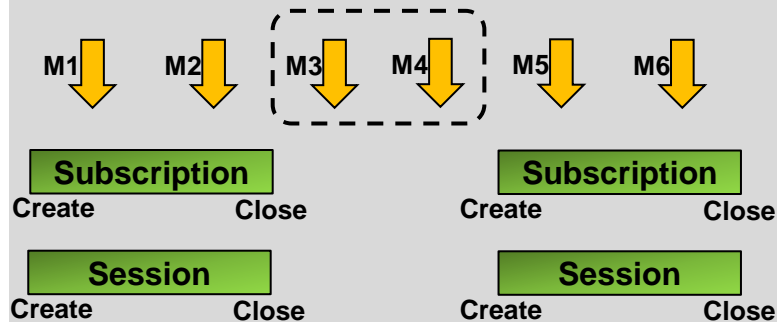 M1 M2 M3 M4 M5 M6
Subscription Subscription
Create Close Create Close
Session Session
Create Close Create Close